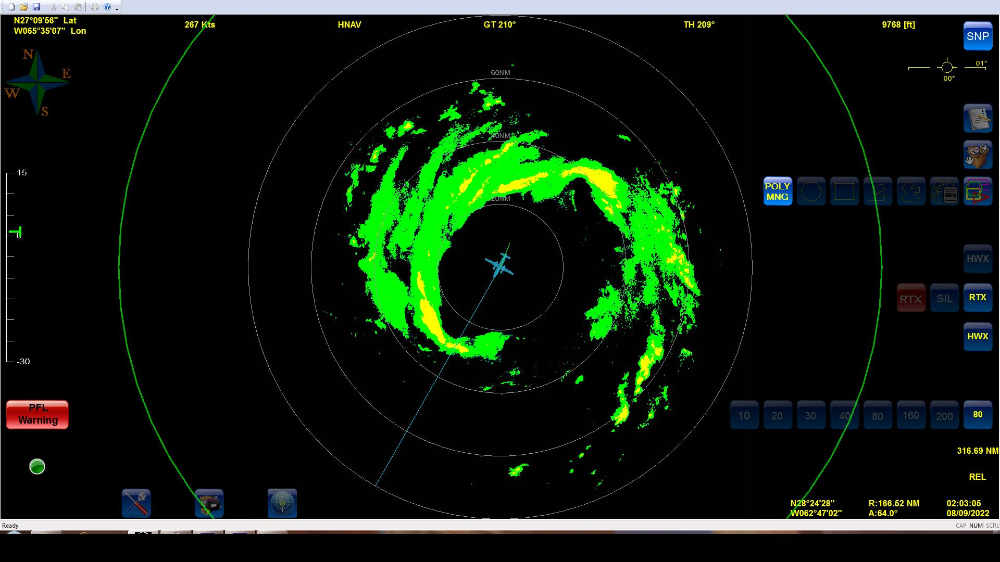 N27°09'56" Lat
W065°35'07" Lon
267 Kts
HNAV
GT 210°
TH 209°
9768 [ft]
SNP
N
E
W
S
01°
00°
60NM
40NM
20NM
15
0
-30
POLY
MNG
HWX
RTX
SIL
RTX
HWX
PFL
Warning
10
20
30
40
80
160
200
80
316.69 NM
REL
N28°24'28"
R:166.52 NM
02:03:05
W062°47'02"
A:64.0°
08/09/2022
Ready
CAP
NUM
SCRL